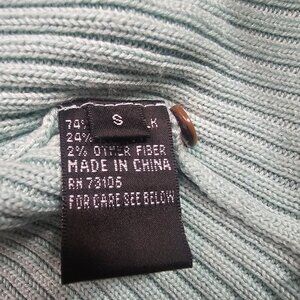 S
74%
24%
2% OTHER FIBER
MADE IN CHINA
RN 73105
FOR CARE SEE BELOW